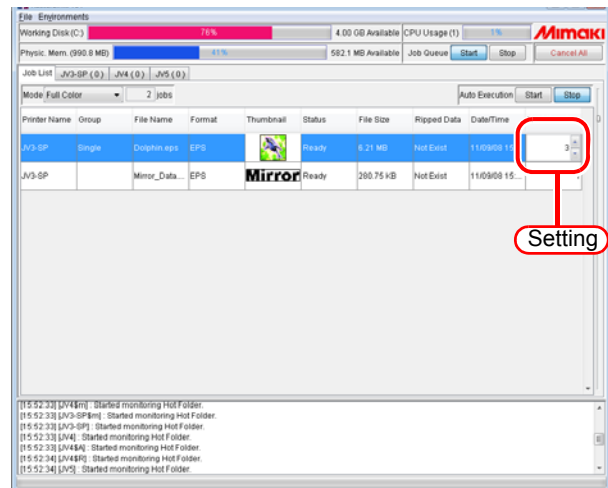 File Environments
Working Disk (C:) 76% 4.00 GB Available CPU Usage (1) 1% Mimaki
Physic. Mem. (990.8 MB) 41% 582.1 MB Available Job Queue Start Stop Cancel All
Job List JV3-SP ( 0 ) JV4 ( 0 ) JV5 ( 0 )
Mode Full Color 2 jobs Auto Execution Start Stop
Printer Name Group File Name Format Thumbnail Status File Size Ripped Data Date/Time
JV3-SP Single Dolphin.eps EPS Ready 6.21 MB Not Exist 11/09/08 15 3
JV3-SP Mirror_Data... EPS Mirror Ready 280.75 kB Not Exist 11/09/08 15:...
Setting
[15:52:33] [JV4$m] : Started monitoring Hot Folder.
[15:52:33] [JV3-SP$m] : Started monitoring Hot Folder.
[15:52:33] [JV3-SP] : Started monitoring Hot Folder.
[15:52:33] [JV4] : Started monitoring Hot Folder.
[15:52:33] [JV4$A] : Started monitoring Hot Folder.
[15:52:34] [JV4$R] : Started monitoring Hot Folder.
[15:52:34] [JV5] : Started monitoring Hot Folder.